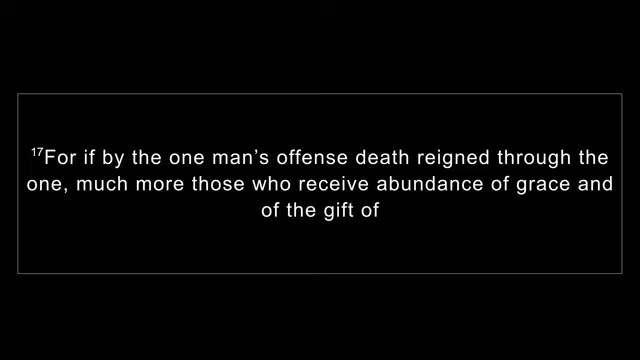 17For if by the one man’s offense death reigned through the
one, much more those who receive abundance of grace and
of the gift of